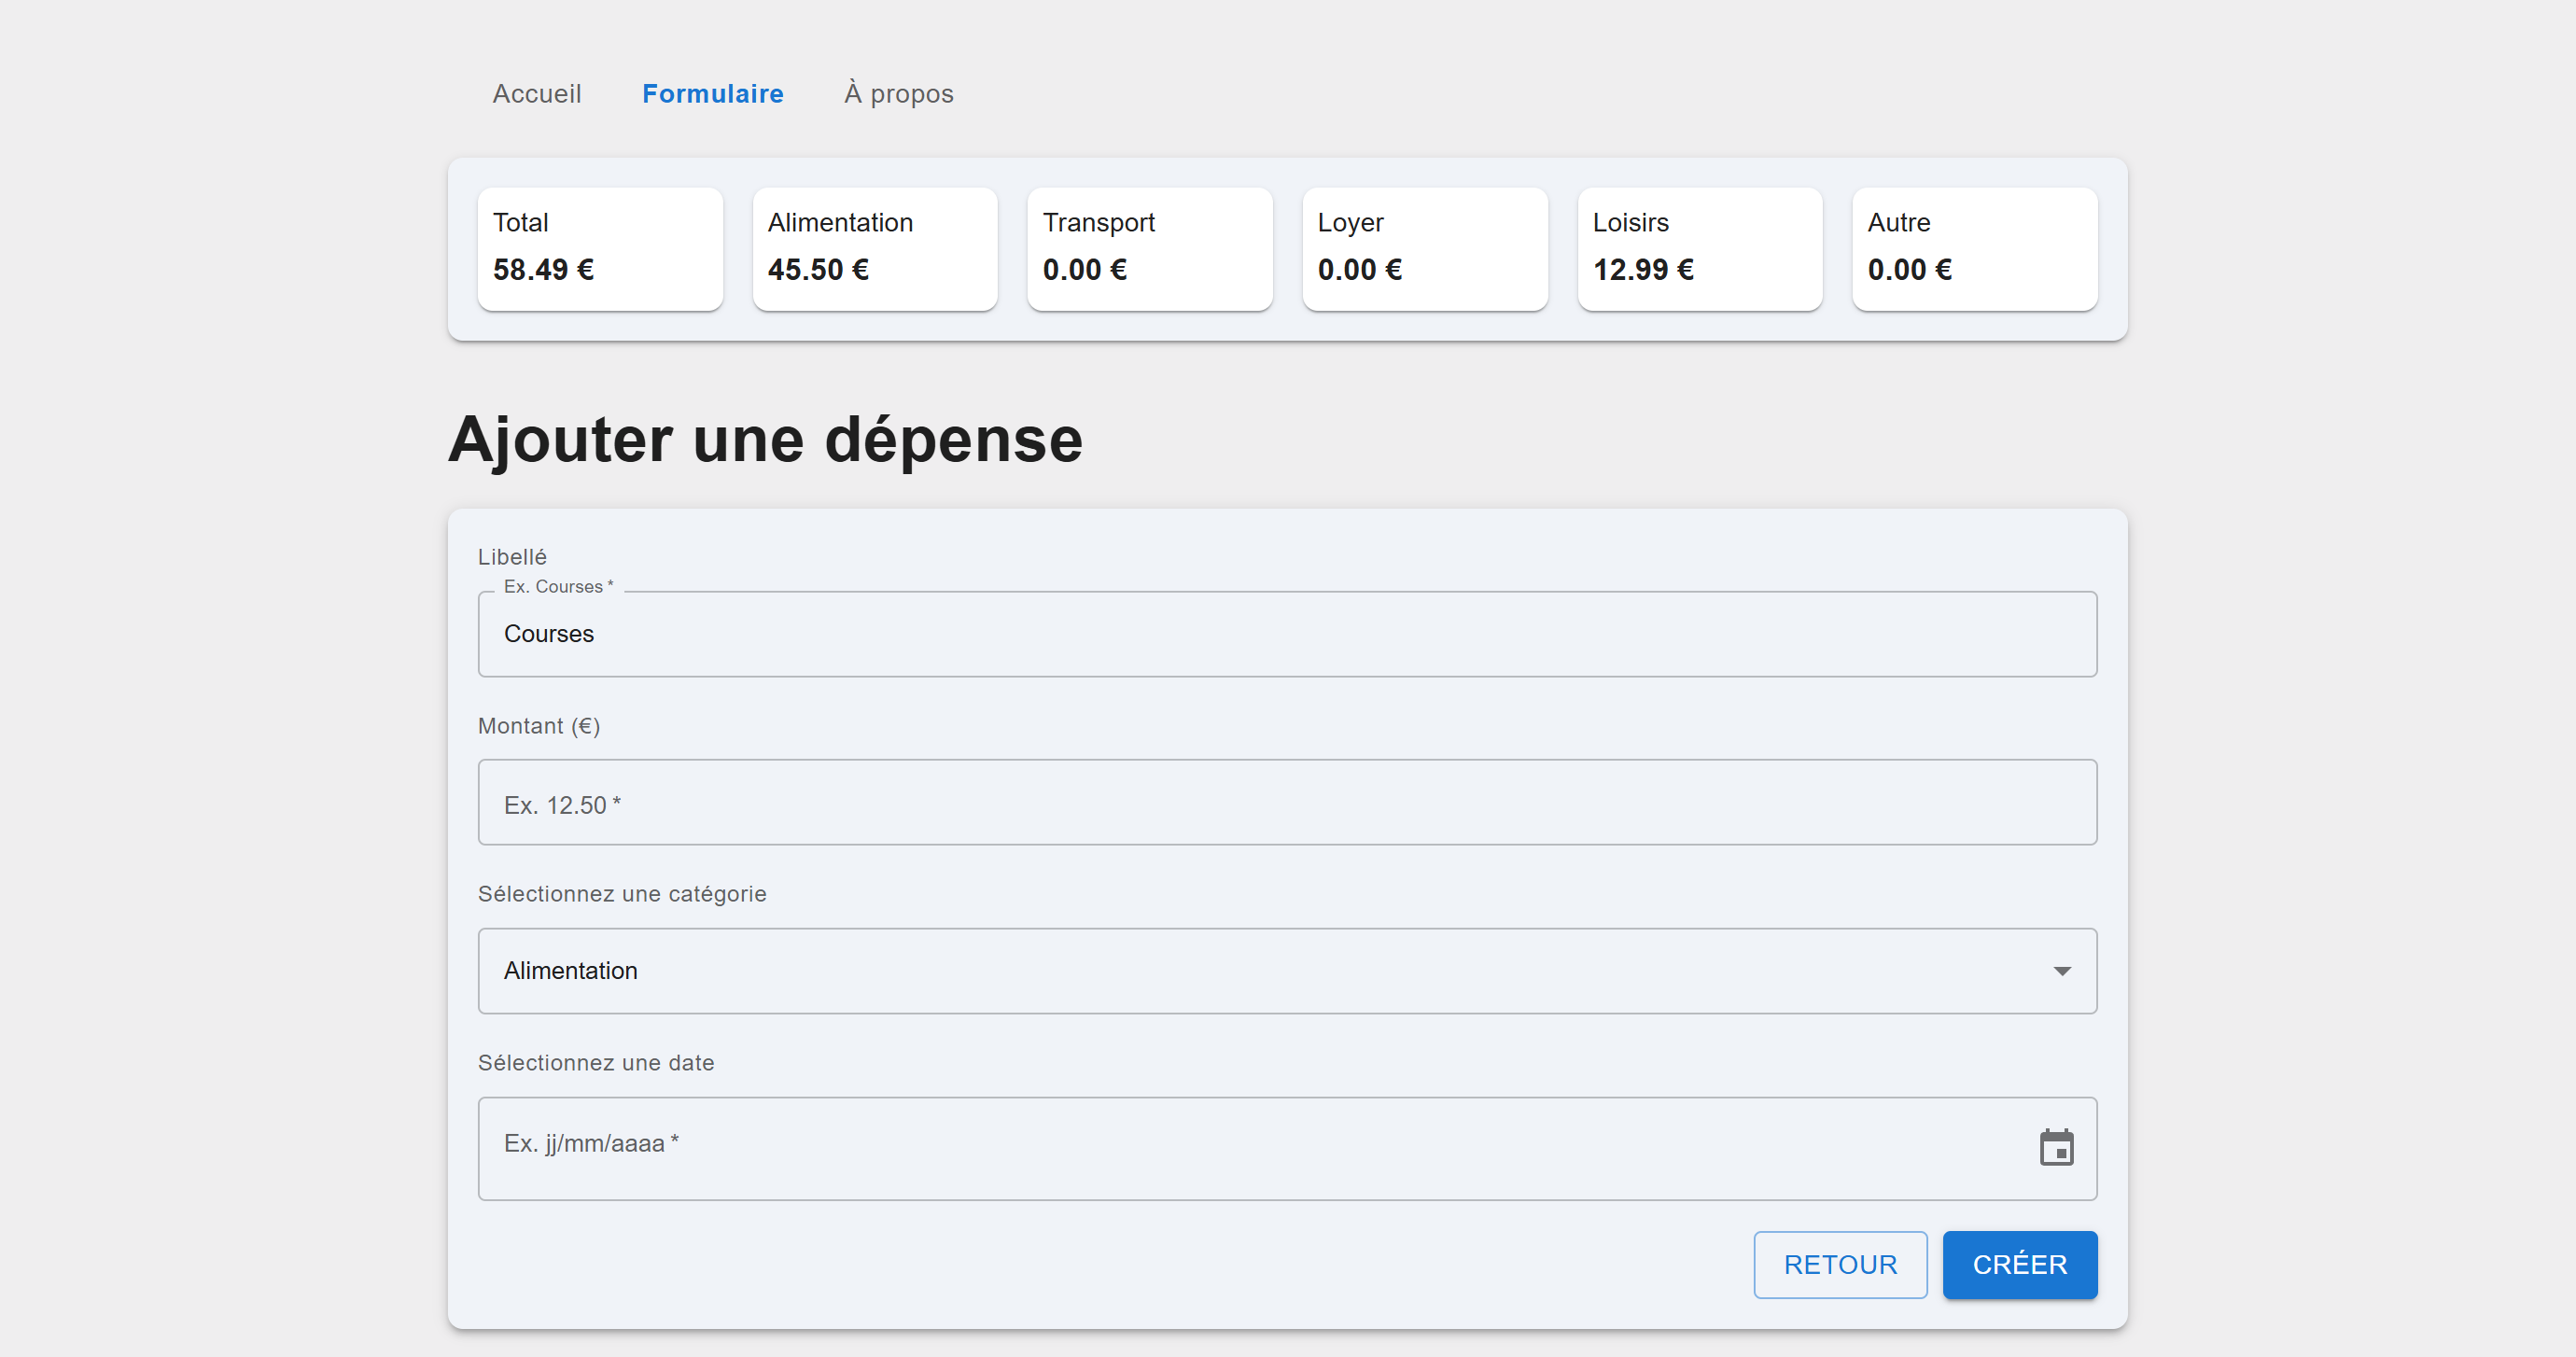 Accueil Formulaire À propos
Total Alimentation Transport Loyer Loisirs Autre
58.49 € 45.50 € 0.00 € 0.00 € 12.99 € 0.00 €
Ajouter une dépense
Libellé
Ex. Courses *
Courses
Montant (€)
Ex. 12.50 *
Sélectionnez une catégorie
Alimentation
Sélectionnez une date
Ex. jj/mm/aaaa *
RETOUR CRÉER